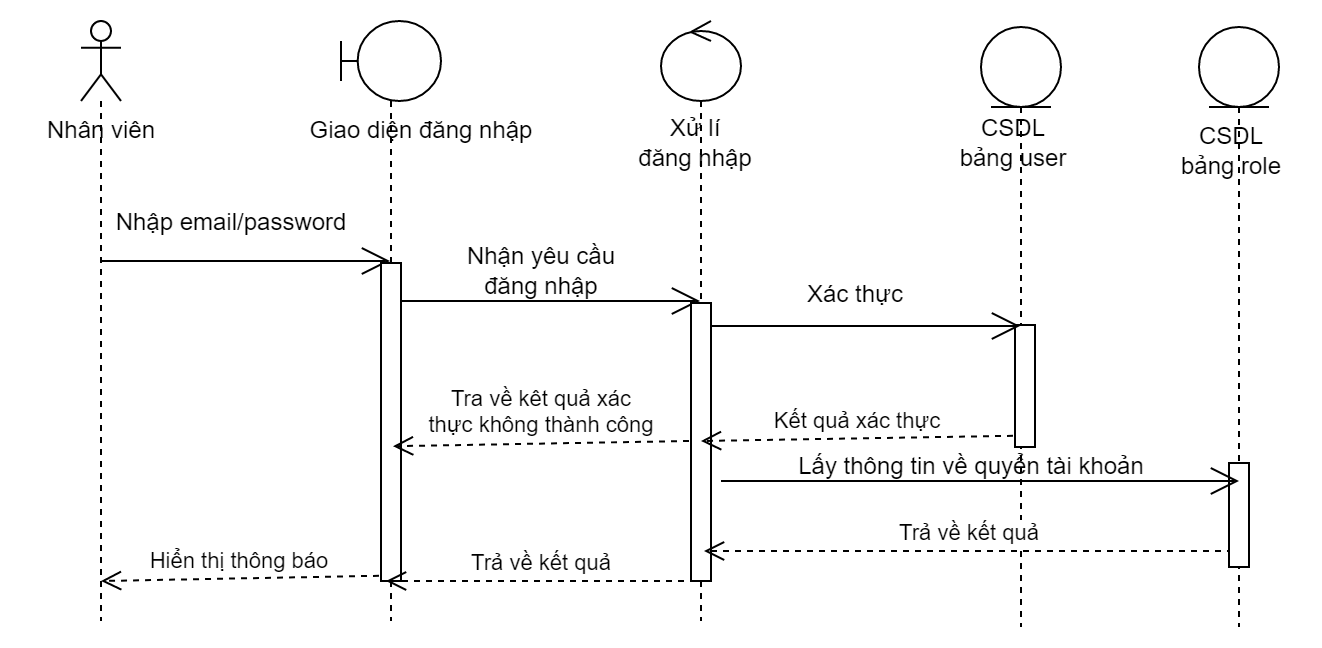 Nhân viên
Giao diện đăng nhập
Xử lí
đăng nhập
CSDL
bảng user
CSDL
bảng role
Nhập email/password
Nhận yêu cầu
đăng nhập
Xác thực
Tra về kêt quả xác
thực không thành công
Kết quả xác thực
Lấy thông tin về quyền tài khoản
Trả về kết quả
Hiển thị thông báo
Trả về kết quả